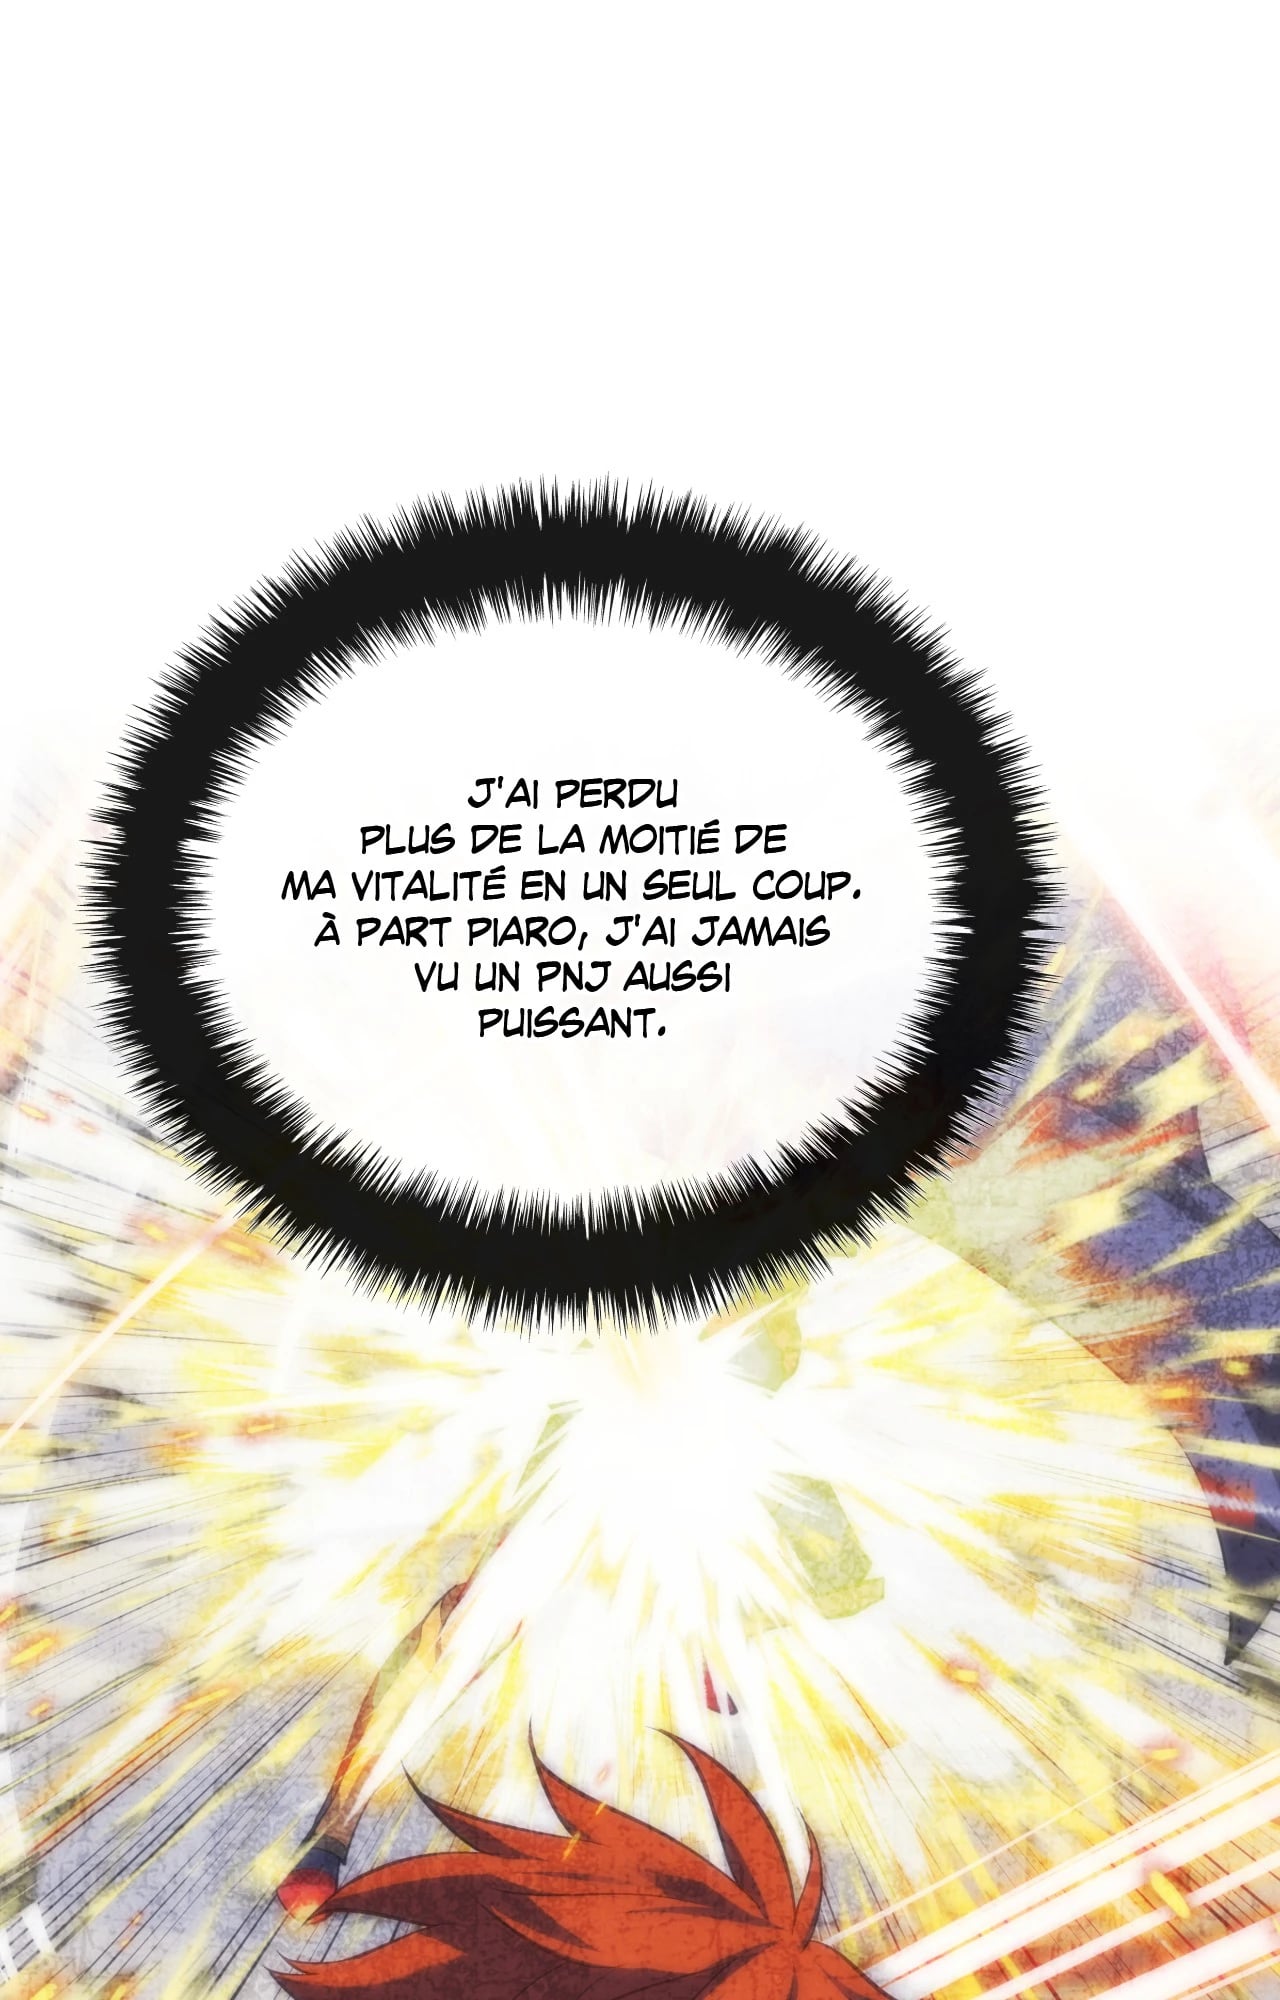 J'AI PERDU
PLUS DE LA MOITIÉ DE
MA VITALITÉ EN UN SEUL COUP.
À PART PIARO, J'AI JAMAIS
VU UN PNJ AUSSI
PUISSANT.